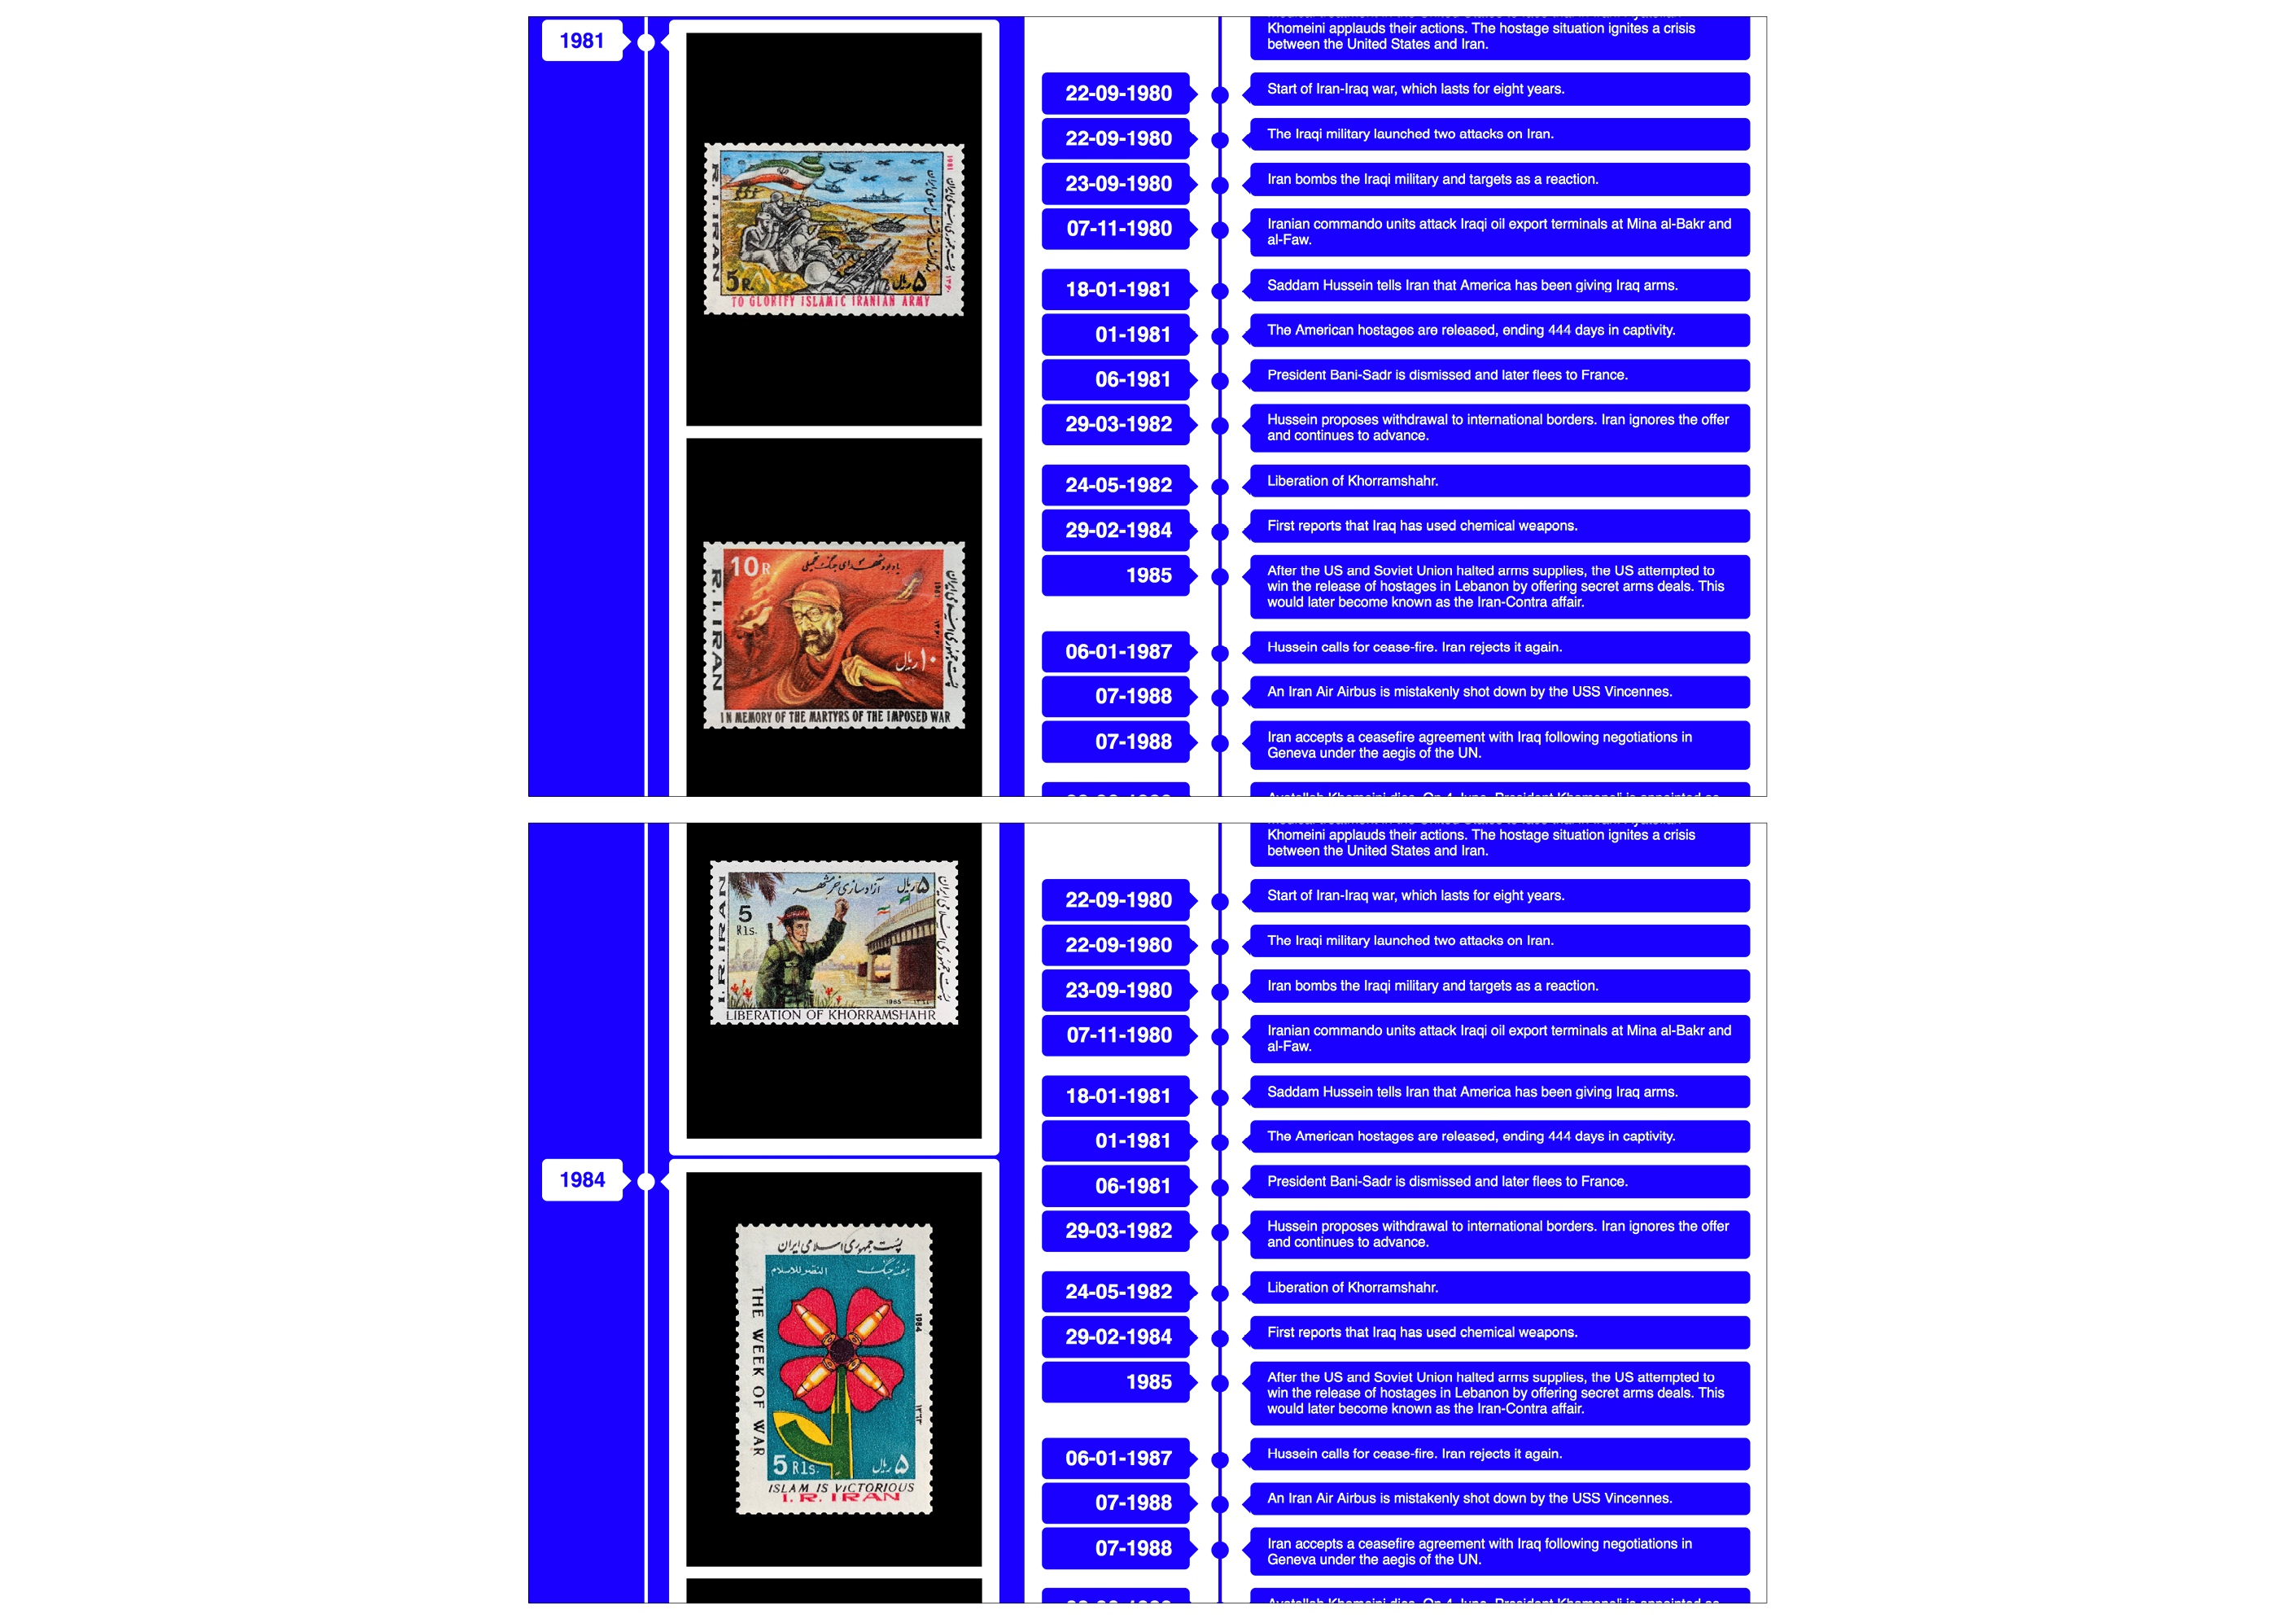 1981
R. I. IRAN
1981
۱۳۶۰
5R.
۵ ریال
TO GLORIFY ISLAMIC IRANIAN ARMY
10R.
R. I. IRAN
1981
۱۰ ریال
IN MEMORY OF THE MARTYRS OF THE IMPOSED WAR
Khomeini applauds their actions. The hostage situation ignites a crisis
between the United States and Iran.
22-09-1980
Start of Iran-Iraq war, which lasts for eight years.
22-09-1980
The Iraqi military launched two attacks on Iran.
23-09-1980
Iran bombs the Iraqi military and targets as a reaction.
07-11-1980
Iranian commando units attack Iraqi oil export terminals at Mina al-Bakr and
al-Faw.
18-01-1981
Saddam Hussein tells Iran that America has been giving Iraq arms.
01-1981
The American hostages are released, ending 444 days in captivity.
06-1981
President Bani-Sadr is dismissed and later flees to France.
29-03-1982
Hussein proposes withdrawal to international borders. Iran ignores the offer
and continues to advance.
24-05-1982
Liberation of Khorramshahr.
29-02-1984
First reports that Iraq has used chemical weapons.
1985
After the US and Soviet Union halted arms supplies, the US attempted to
win the release of hostages in Lebanon by offering secret arms deals. This
would later become known as the Iran-Contra affair.
06-01-1987
Hussein calls for cease-fire. Iran rejects it again.
07-1988
An Iran Air Airbus is mistakenly shot down by the USS Vincennes.
07-1988
Iran accepts a ceasefire agreement with Iraq following negotiations in
Geneva under the aegis of the UN.
آزادسازی خرمشهر
۵ ریال
5
Rls.
I. R. IRAN
1985
LIBERATION OF KHORRAMSHAHR
1984
پست جمهوری اسلامی ایران
هفته جنگ
النصر للاسلام
THE WEEK OF WAR
1984
۱۳۶۳
5 Rls.
۵ ریال
ISLAM IS VICTORIOUS
I. R. IRAN
Khomeini applauds their actions. The hostage situation ignites a crisis
between the United States and Iran.
22-09-1980
Start of Iran-Iraq war, which lasts for eight years.
22-09-1980
The Iraqi military launched two attacks on Iran.
23-09-1980
Iran bombs the Iraqi military and targets as a reaction.
07-11-1980
Iranian commando units attack Iraqi oil export terminals at Mina al-Bakr and
al-Faw.
18-01-1981
Saddam Hussein tells Iran that America has been giving Iraq arms.
01-1981
The American hostages are released, ending 444 days in captivity.
06-1981
President Bani-Sadr is dismissed and later flees to France.
29-03-1982
Hussein proposes withdrawal to international borders. Iran ignores the offer
and continues to advance.
24-05-1982
Liberation of Khorramshahr.
29-02-1984
First reports that Iraq has used chemical weapons.
1985
After the US and Soviet Union halted arms supplies, the US attempted to
win the release of hostages in Lebanon by offering secret arms deals. This
would later become known as the Iran-Contra affair.
06-01-1987
Hussein calls for cease-fire. Iran rejects it again.
07-1988
An Iran Air Airbus is mistakenly shot down by the USS Vincennes.
07-1988
Iran accepts a ceasefire agreement with Iraq following negotiations in
Geneva under the aegis of the UN.